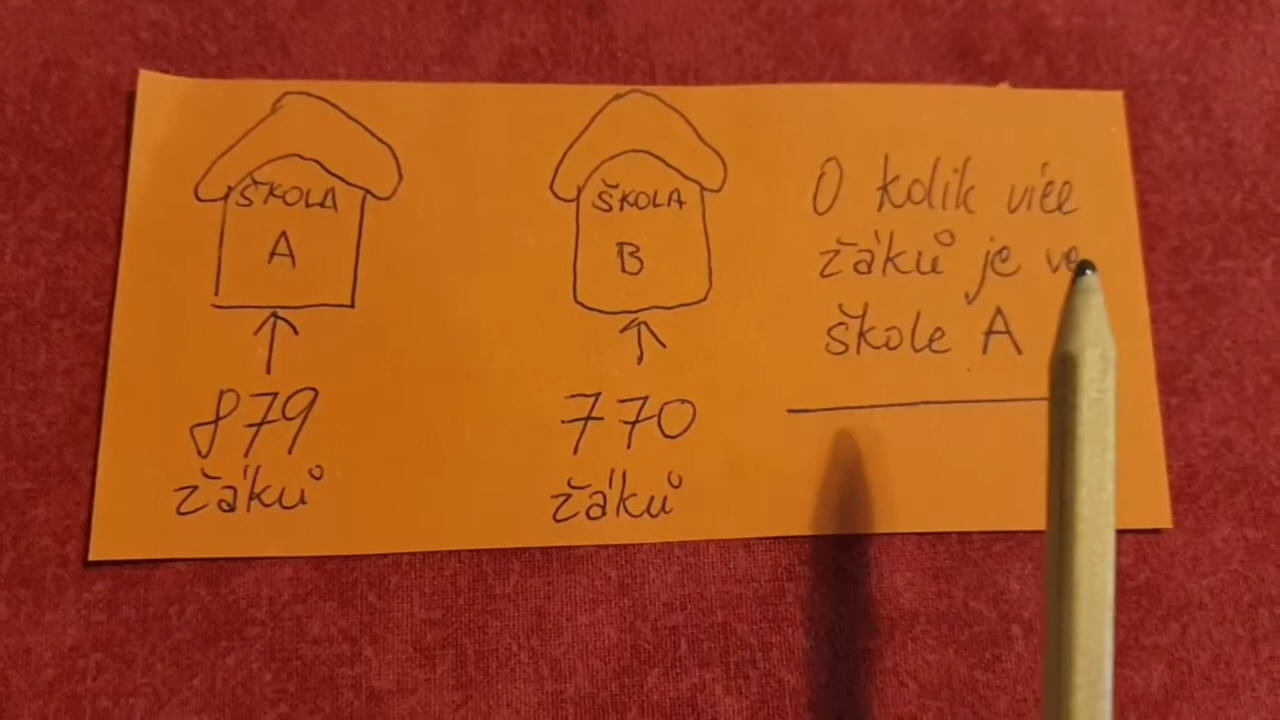 ŠKOLA
A
879
žáků
ŠKOLA
B
770
žáků
O kolik více
žáků je ve
škole A